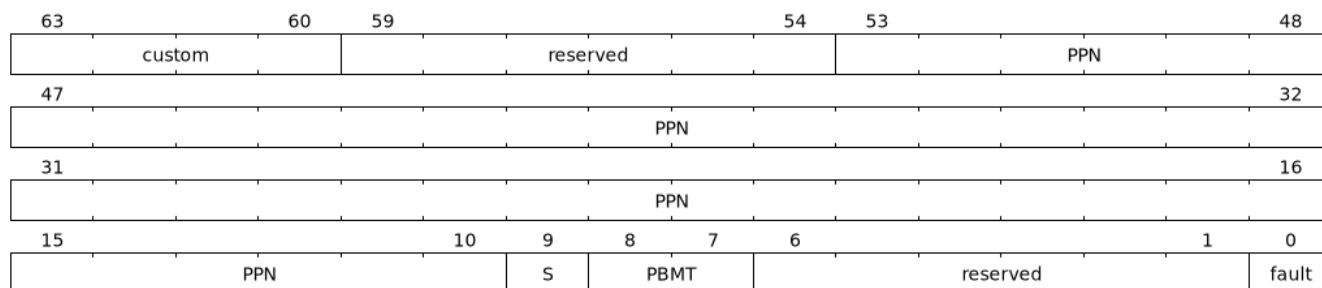 63 60 59 54 53 48
custom reserved PPN
47 32
PPN
31 16
PPN
15 10 9 8 7 6 1 0
PPN S PBMT reserved fault